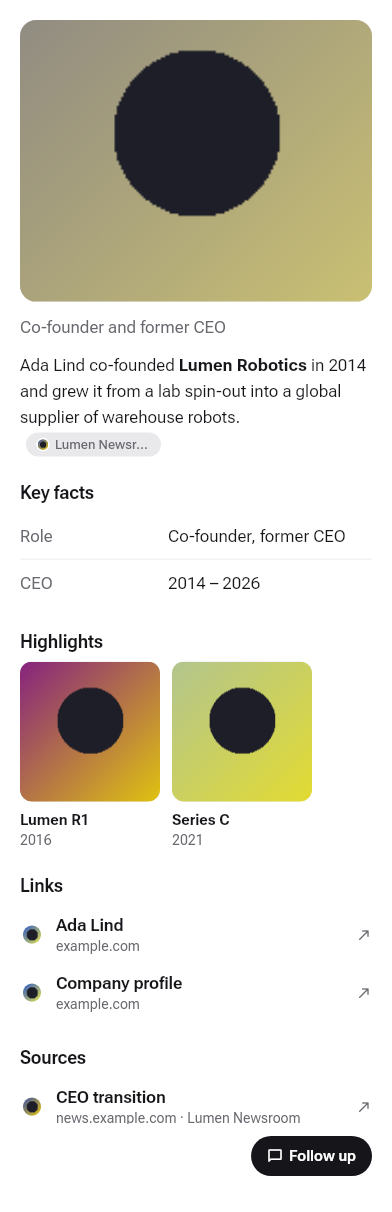 Co-founder and former CEO
Ada Lind co-founded Lumen Robotics in 2014
and grew it from a lab spin-out into a global
supplier of warehouse robots.
Lumen Newsr...
Key facts
Role Co-founder, former CEO
CEO 2014 – 2026
Highlights
Lumen R1
2016
Series C
2021
Links
Ada Lind
example.com
Company profile
example.com
Sources
CEO transition
news.example.com · Lumen Newsroom
Follow up